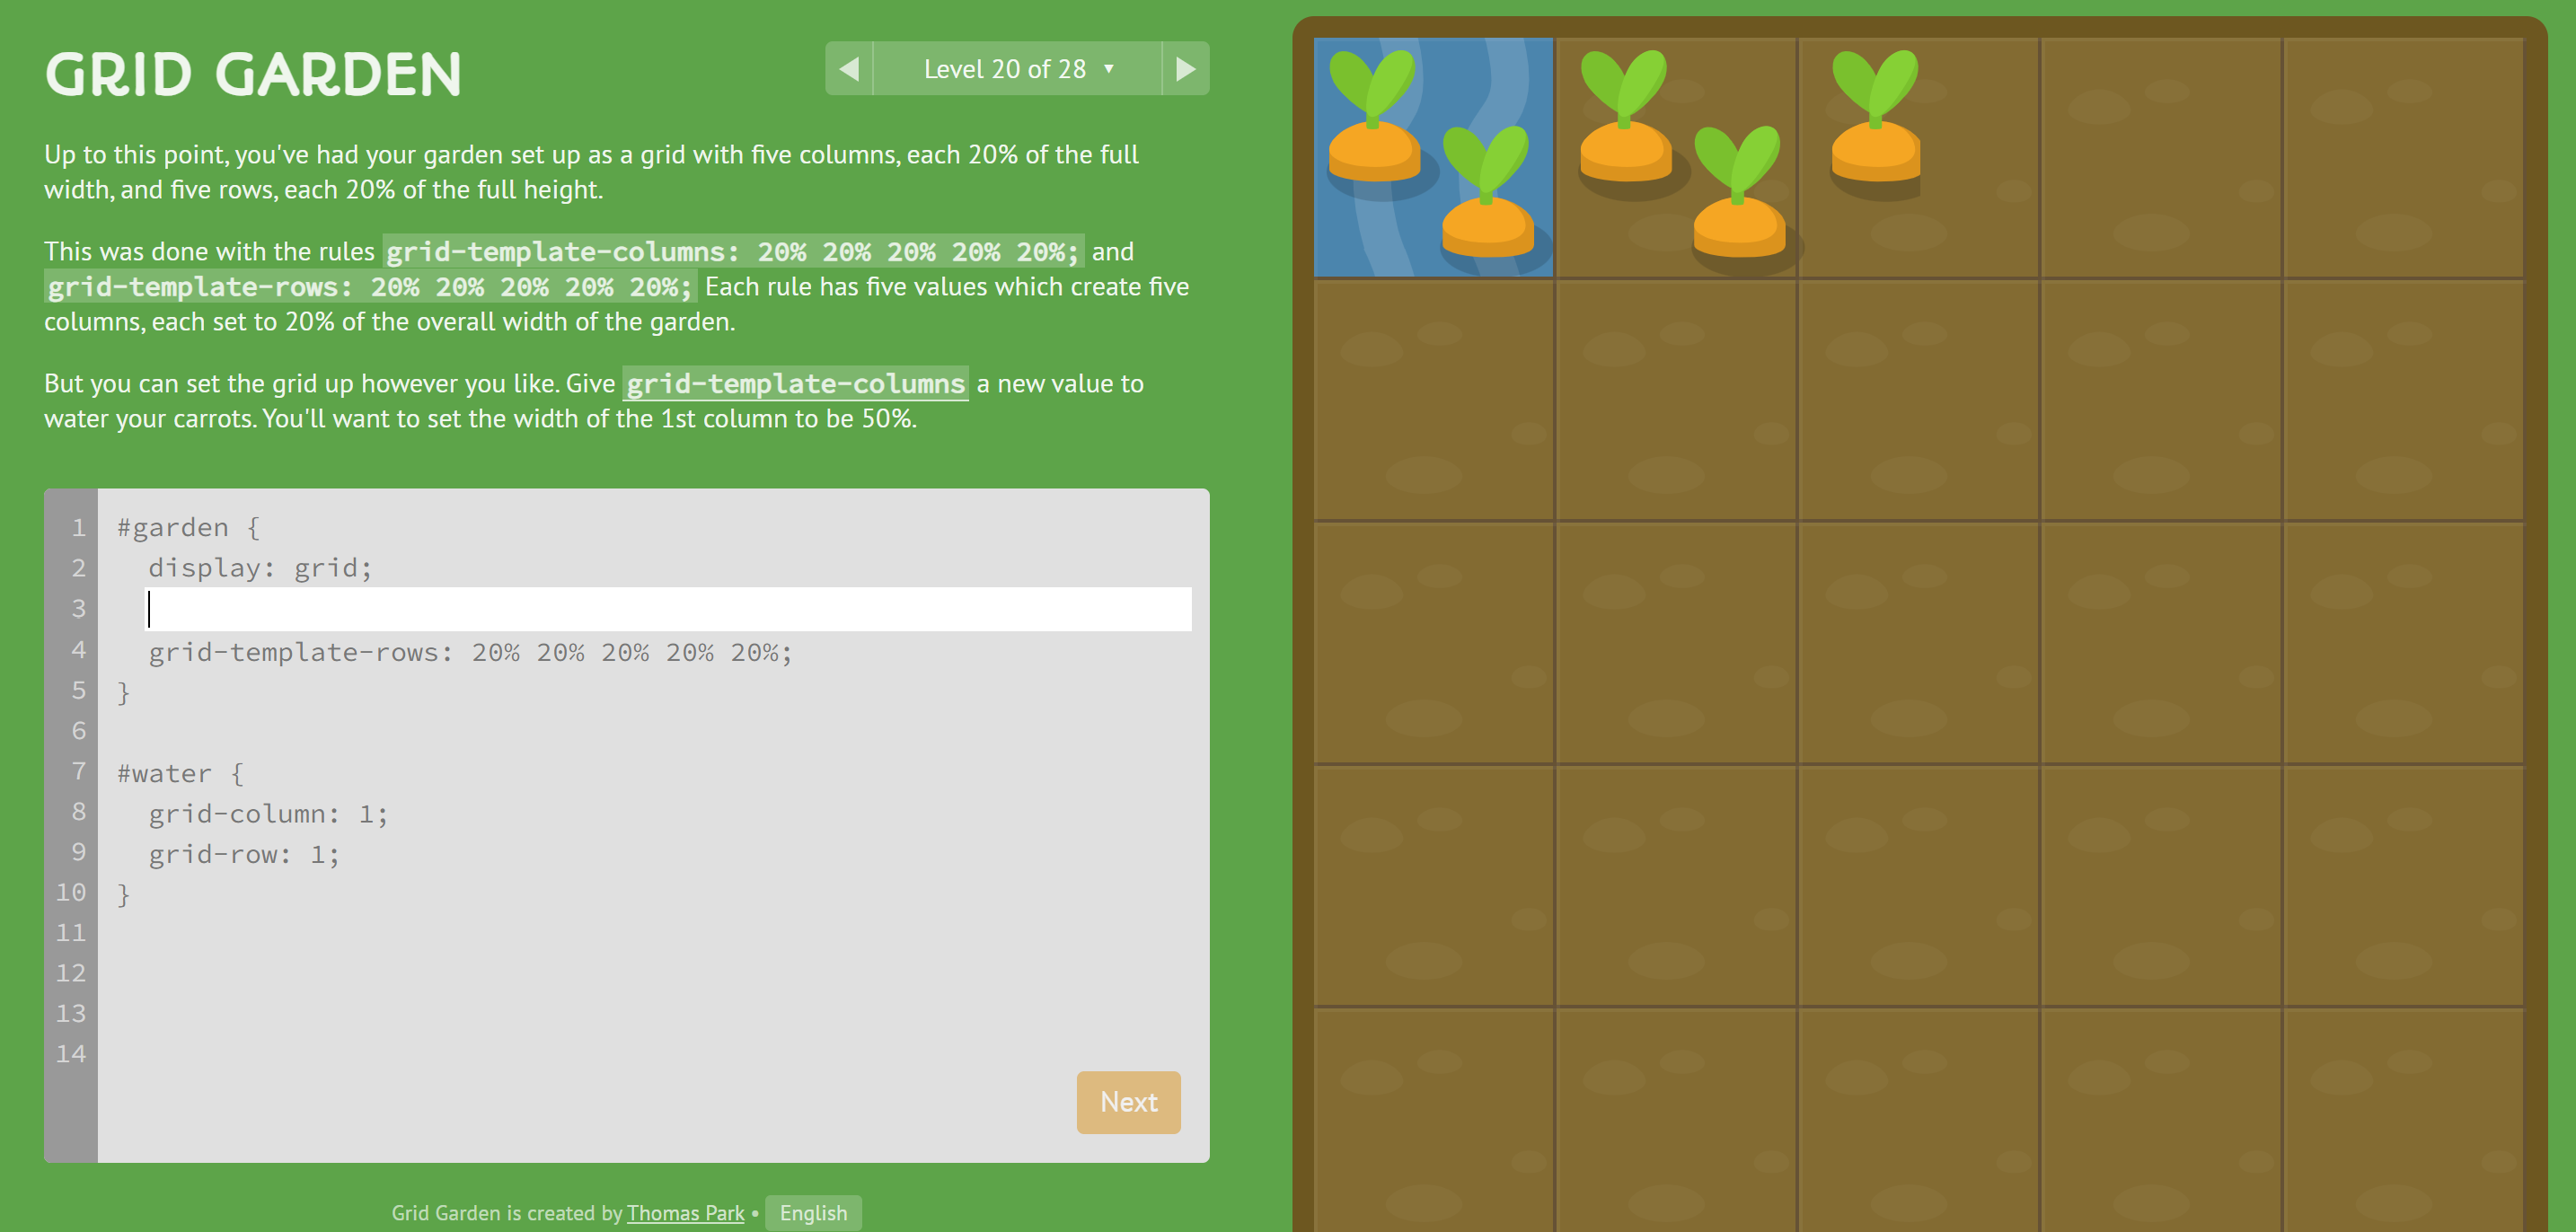 GRID GARDEN
Level 20 of 28
Up to this point, you've had your garden set up as a grid with five columns, each 20% of the full
width, and five rows, each 20% of the full height.
This was done with the rules grid-template-columns: 20% 20% 20% 20% 20%; and
grid-template-rows: 20% 20% 20% 20% 20%; Each rule has five values which create five
columns, each set to 20% of the overall width of the garden.
But you can set the grid up however you like. Give grid-template-columns a new value to
water your carrots. You'll want to set the width of the 1st column to be 50%.
1 #garden {
2 display: grid;
3
4 grid-template-rows: 20% 20% 20% 20% 20%;
5 }
6
7 #water {
8 grid-column: 1;
9 grid-row: 1;
10 }
11
12
13
14
Next
Grid Garden is created by Thomas Park • English